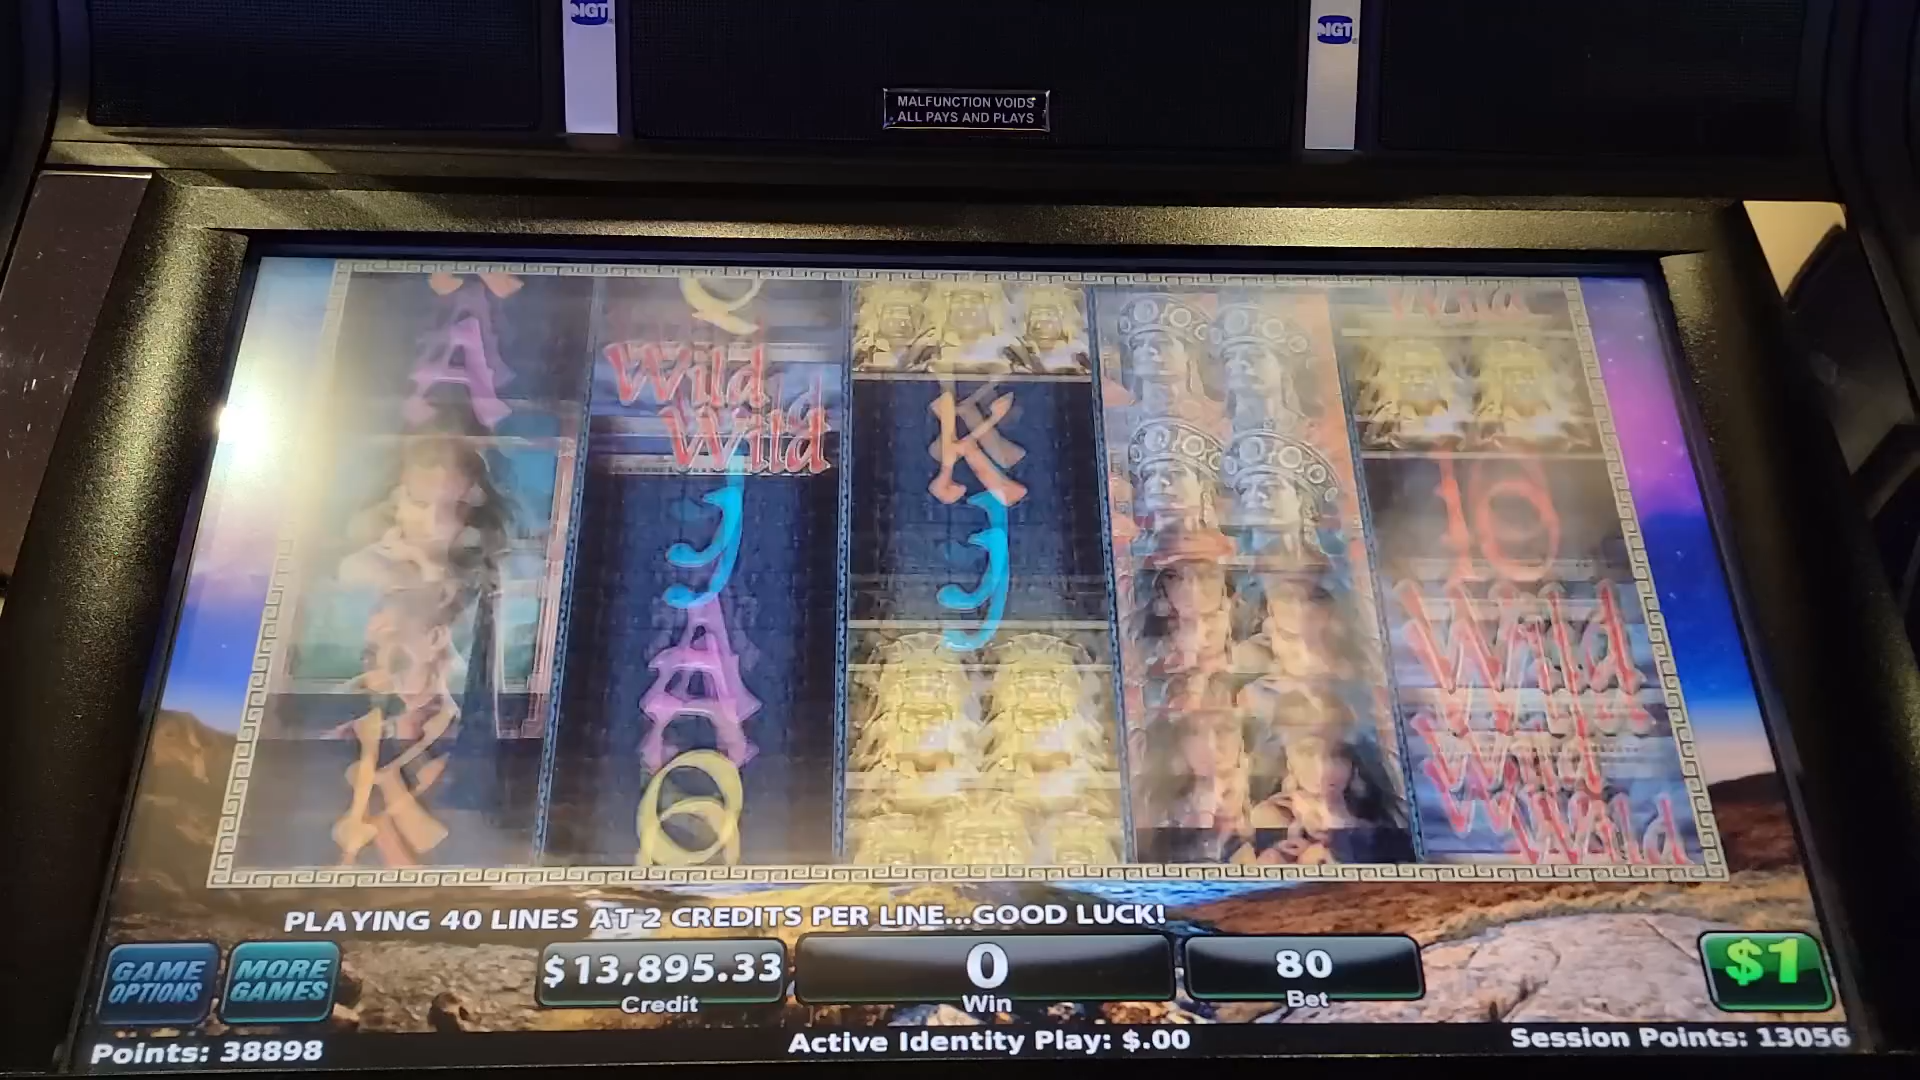 IGT
IGT
MALFUNCTION VOIDS
ALL PAYS AND PLAYS
A
Q
Wild
Wild
Wild
K
J
J
A
10
Wild
K
Q
Wild
Wild
PLAYING 40 LINES AT 2 CREDITS PER LINE...GOOD LUCK!
GAME
OPTIONS
MORE
GAMES
$13,895.33
Credit
0
Win
80
Bet
$1
Points: 38898
Active Identity Play: $.00
Session Points: 13056